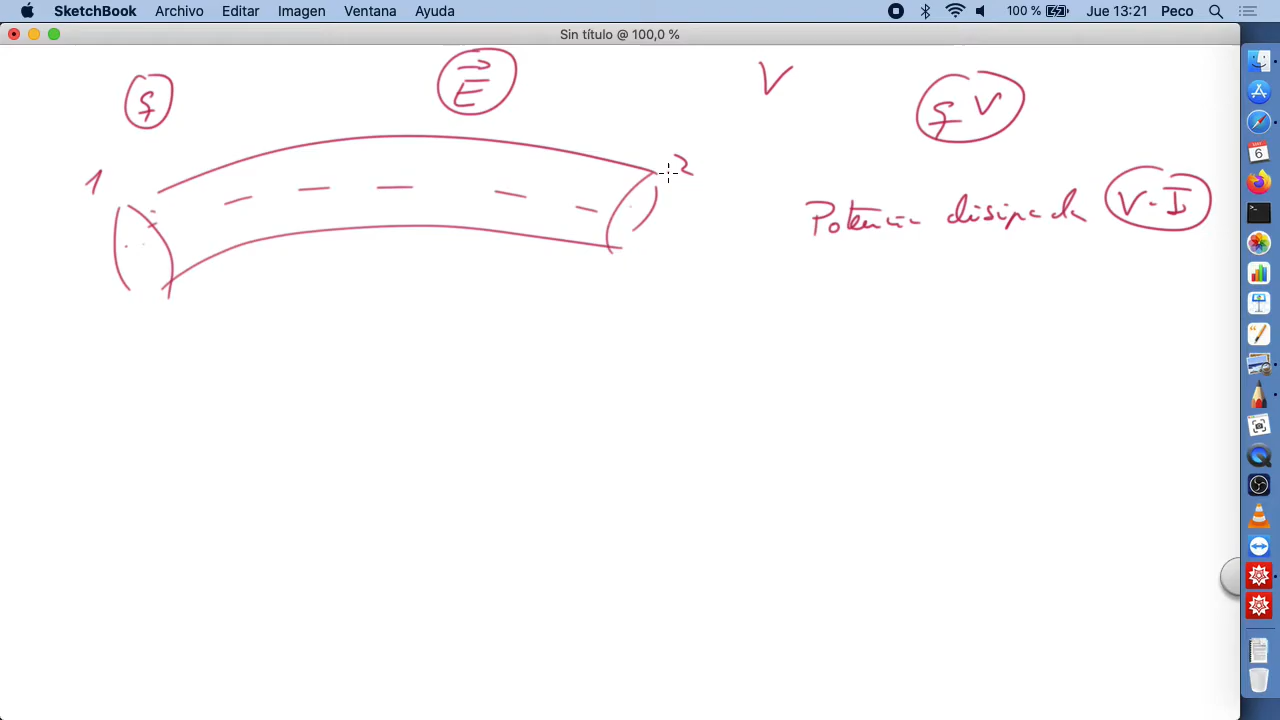 SketchBook Archivo Editar Imagen Ventana Ayuda 100 % Jue 13:21 Peco
Sin título @ 100,0 %
q E V q V
1 2
Potencia disipada V·I
6